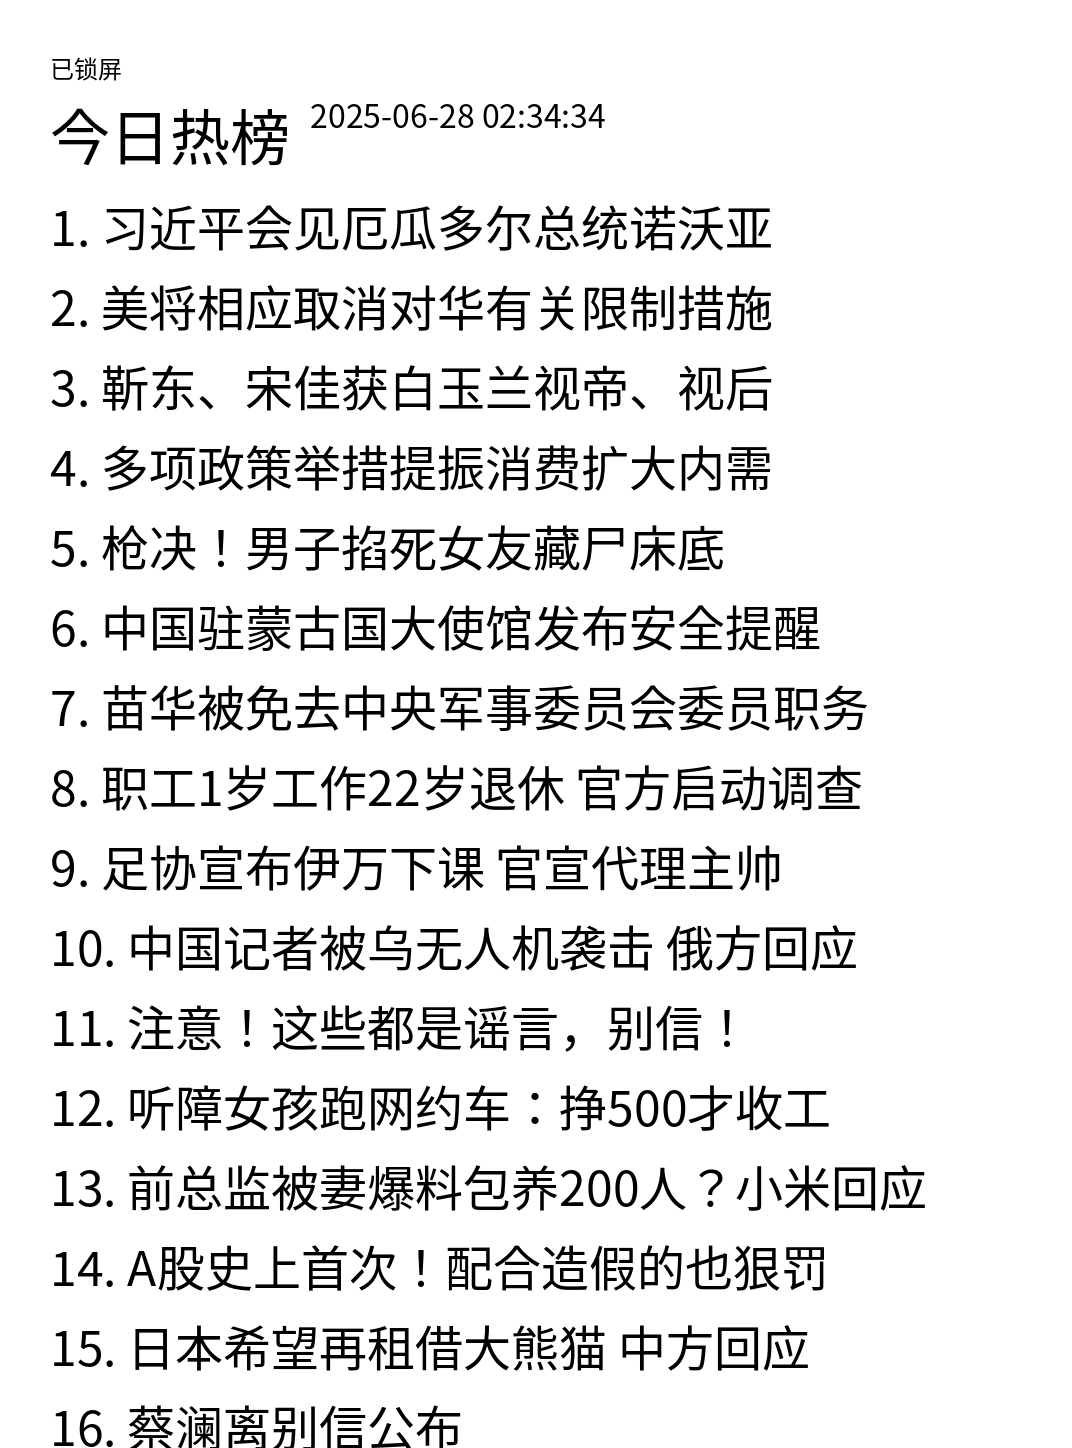 已锁屏
今日热榜 2025-06-28 02:34:34
1. 习近平会见厄瓜多尔总统诺沃亚
2. 美将相应取消对华有关限制措施
3. 靳东、宋佳获白玉兰视帝、视后
4. 多项政策举措提振消费扩大内需
5. 枪决！男子掐死女友藏尸床底
6. 中国驻蒙古国大使馆发布安全提醒
7. 苗华被免去中央军事委员会委员职务
8. 职工1岁工作22岁退休 官方启动调查
9. 足协宣布伊万下课 官宣代理主帅
10. 中国记者被乌无人机袭击 俄方回应
11. 注意！这些都是谣言，别信！
12. 听障女孩跑网约车：挣500才收工
13. 前总监被妻爆料包养200人？小米回应
14. A股史上首次！配合造假的也狠罚
15. 日本希望再租借大熊猫 中方回应
16. 蔡澜离别信公布